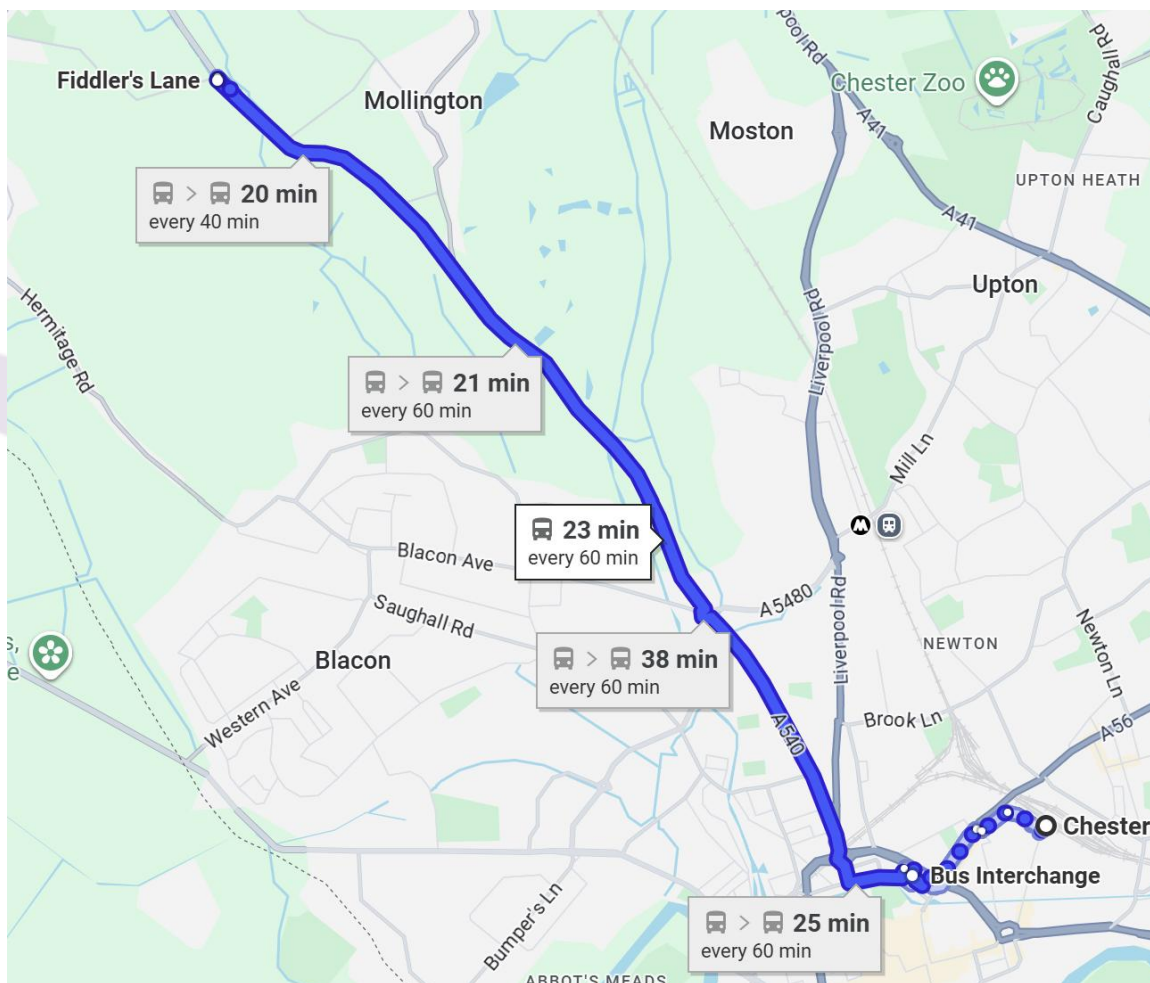 pool Rd
Liverpool Rd
Caughall Rd
Fiddler's Lane
Mollington
Chester Zoo
A41
Moston
UPTON HEATH
20 min
every 40 min
A41
Upton
Hermitage Rd
Liverpool Rd
21 min
every 60 min
Mill Ln
23 min
every 60 min
Blacon Ave
A5480
Saughall Rd
Liverpool Rd
NEWTON
Newton Ln
s,
e
Blacon
38 min
every 60 min
Western Ave
A540
Brook Ln
A56
Chester
Bus Interchange
Bumper's Ln
25 min
every 60 min
ABBOT'S MEADS